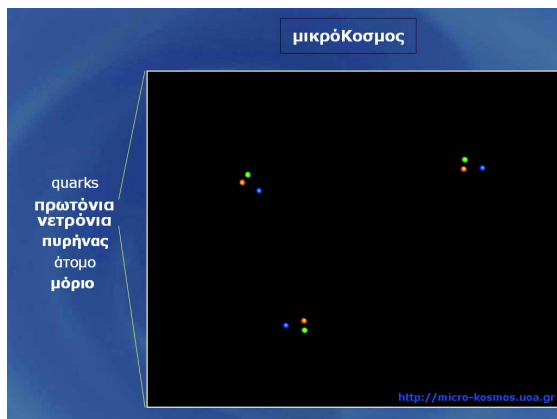 μικρόΚοσμος
quarks
πρωτόνια
νετρόνια
πυρήνας
άτομο
μόριο
http://micro-kosmos.uoa.gr